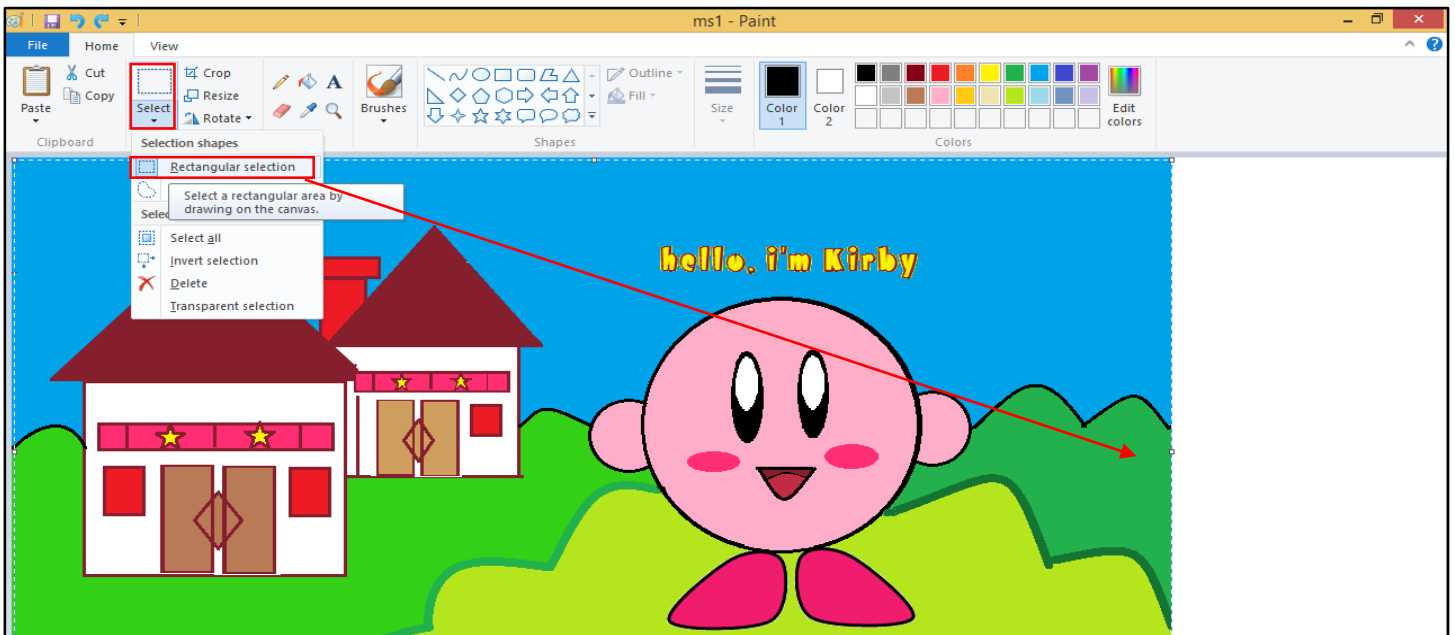 ms1 - Paint
File Home View
Paste
Cut
Copy
Clipboard
Select
Crop
Resize
Rotate
A
Brushes
Outline
Fill
Shapes
Size
Color
1
Color
2
Edit
colors
Colors
Selection shapes
Rectangular selection
Select a rectangular area by
drawing on the canvas.
Selec
Select all
Invert selection
Delete
Transparent selection
hello, i'm Kirby